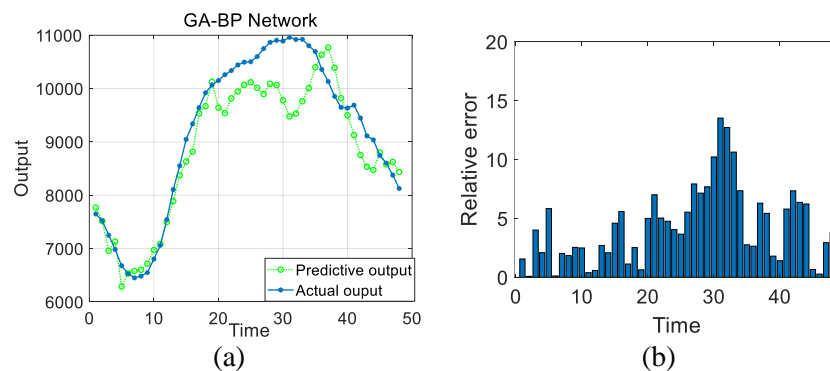 GA-BP Network
11000
10000
9000
8000
7000
6000
Output
0 10 20 30 40 50
Time
Predictive output
Actual ouput
(a)
20
15
10
5
0
Relative error
0 10 20 30 40
Time
(b)